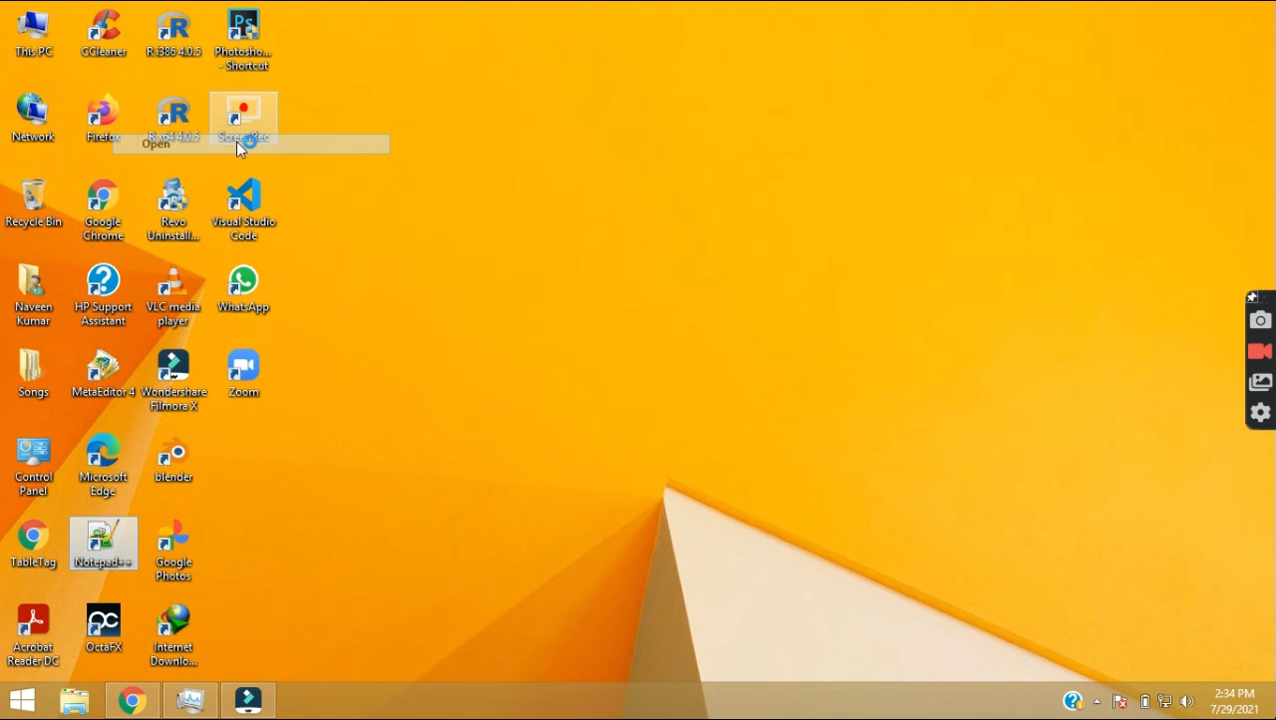 This PC
CCleaner
R i386 4.0.5
Ps
Photosho...
- Shortcut
Network
Firefox
R x64 4.0.5
ScreenRec
Open
Recycle Bin
Google
Chrome
Revo
Uninstall...
Visual Studio
Code
Naveen
Kumar
HP Support
Assistant
VLC media
player
WhatsApp
Songs
MetaEditor 4
Wondershare
Filmora X
Zoom
Control
Panel
Microsoft
Edge
blender
TableTag
Notepad++
Google
Photos
Acrobat
Reader DC
OctaFX
Internet
Downlo...
2:34 PM
7/29/2021